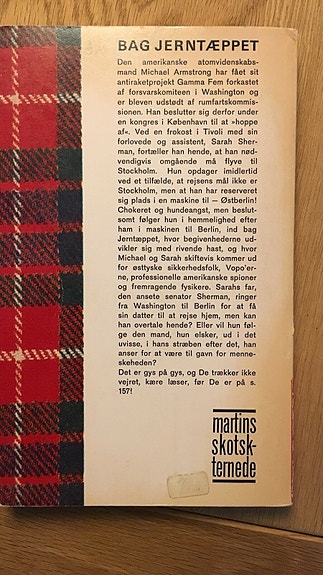 BAG JERNTÆPPET
Den amerikanske atomvidenskabs-
mand Michael Armstrong har fået sit
antiraketprojekt Gamma Fem forkastet
af forsvarskomiteen i Washington og
er bleven udstødt af rumfartskommis-
sionen. Han beslutter sig derfor under
en kongres i København til at »hoppe
af«. Ved en frokost i Tivoli med sin
forlovede og assistent, Sarah Sher-
man, fortæller han hende, at han nød-
vendigvis omgående må flyve til
Stockholm. Hun opdager imidlertid
ved et tilfælde, at rejsens mål ikke er
Stockholm, men at han har reserveret
sig plads i en maskine til — Østberlin!
Chokeret og hundeangst, men beslut-
somt følger hun i hemmelighed efter
ham i maskinen til Berlin, ind bag
Jerntæppet, hvor begivenhederne ud-
vikler sig med rivende hast, og hvor
Michael og Sarah skiftevis kommer ud
for østtyske sikkerhedsfolk, Vopo'er-
ne, professionelle amerikanske spioner
og fremragende fysikere. Sarahs far,
den ansete senator Sherman, ringer
fra Washington til Berlin for at få
sin datter til at rejse hjem, men kan
han overtale hende? Eller vil hun føl-
ge den mand, hun elsker, ud i det
uvisse, i hans stræben efter det, han
anser for at være til gavn for menne-
skeheden?
Det er gys på gys, og De trækker ikke
vejret, kære læser, før De er på s.
157!
martins
skotsk-
ternede